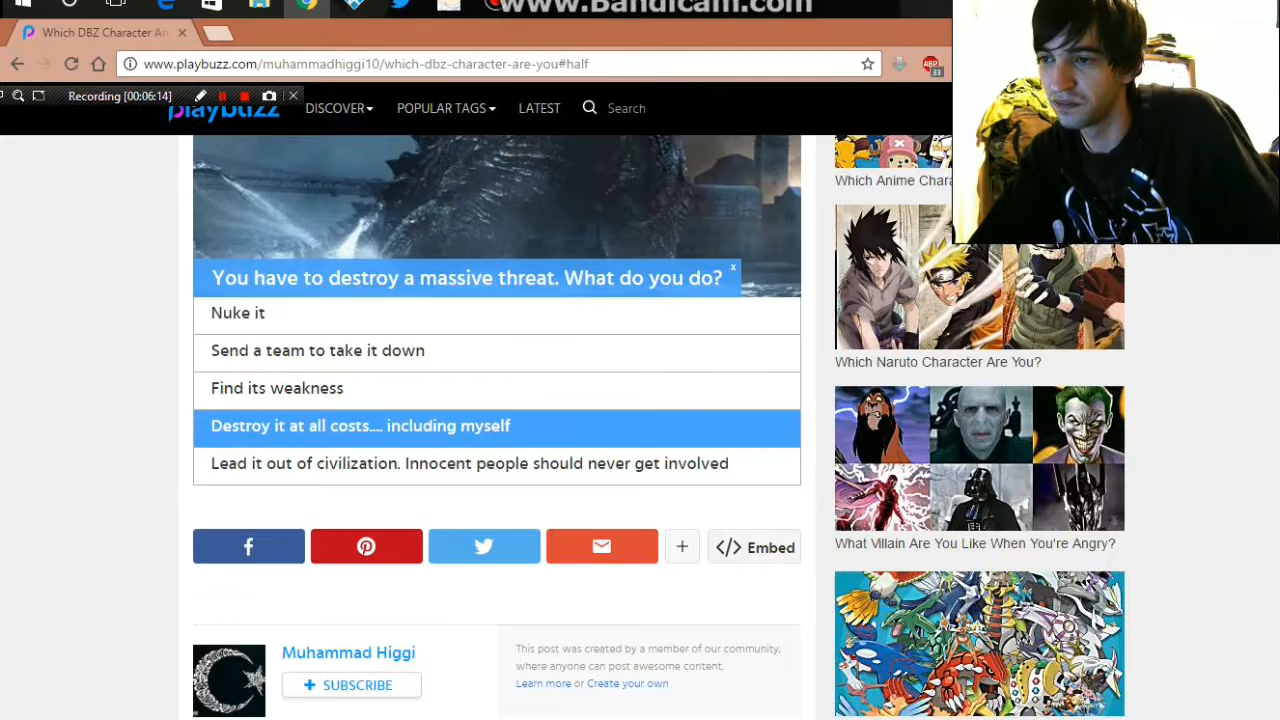 www.Bandicam.com
Which DBZ Character Ar
www.playbuzz.com/muhammadhiggi10/which-dbz-character-are-you#half
ABP
33
Recording [00:06:14]
playbuzz
DISCOVER
POPULAR TAGS
LATEST
Search
Which Anime Chara
You have to destroy a massive threat. What do you do?
x
Nuke it
Send a team to take it down
Find its weakness
Destroy it at all costs.... including myself
Lead it out of civilization. Innocent people should never get involved
Which Naruto Character Are You?
What Villain Are You Like When You're Angry?
f
+
</> Embed
Muhammad Higgi
+ SUBSCRIBE
This post was created by a member of our community,
where anyone can post awesome content.
Learn more or Create your own